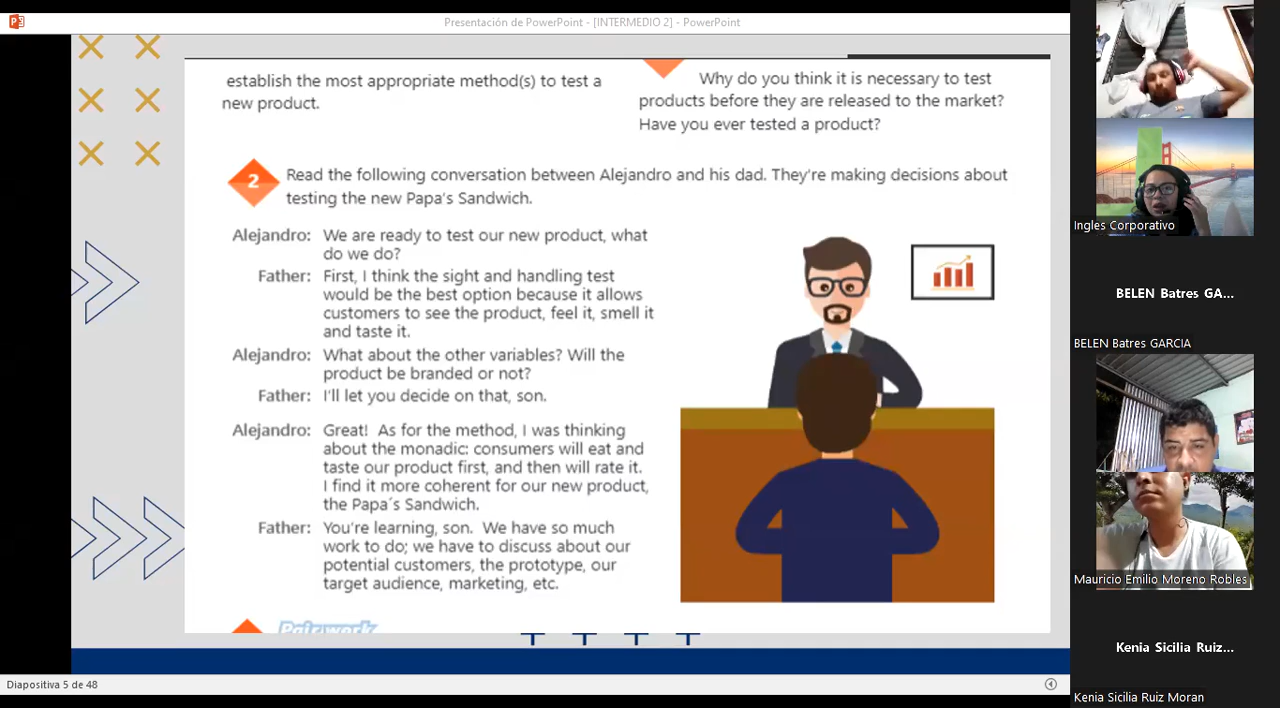 Presentación de PowerPoint - [INTERMEDIO 2] - PowerPoint
establish the most appropriate method(s) to test a
new product.
Why do you think it is necessary to test
products before they are released to the market?
Have you ever tested a product?
2
Read the following conversation between Alejandro and his dad. They're making decisions about
testing the new Papa's Sandwich.
Alejandro: We are ready to test our new product, what
do we do?
Father: First, I think the sight and handling test
would be the best option because it allows
customers to see the product, feel it, smell it
and taste it.
Alejandro: What about the other variables? Will the
product be branded or not?
Father: I'll let you decide on that, son.
Alejandro: Great! As for the method, I was thinking
about the monadic: consumers will eat and
taste our product first, and then will rate it.
I find it more coherent for our new product,
the Papa´s Sandwich.
Father: You're learning, son. We have so much
work to do; we have to discuss about our
potential customers, the prototype, our
target audience, marketing, etc.
Pair work
Diapositiva 5 de 48
Ingles Corporativo
BELEN Batres GA...
BELEN Batres GARCIA
Mauricio Emilio Moreno Robles
Kenia Sicilia Ruiz...
Kenia Sicilia Ruiz Moran